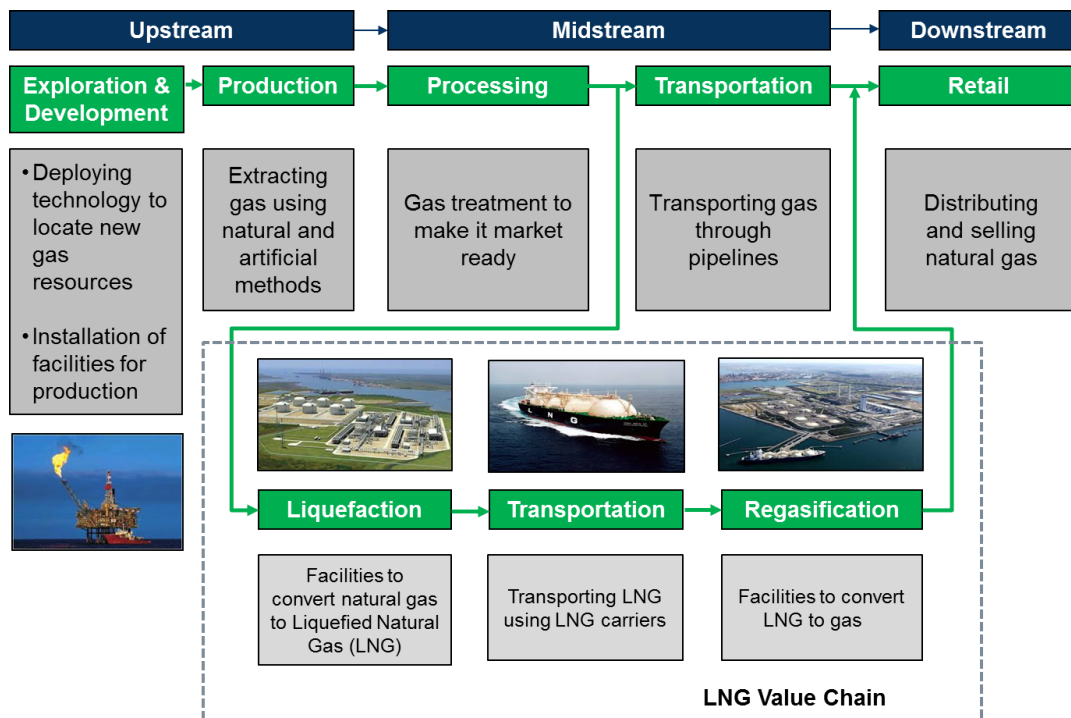 Upstream
Midstream
Downstream
Exploration &
Development
Production
Processing
Transportation
Retail
• Deploying
technology to
locate new
gas
resources
• Installation of
facilities for
production
Extracting
gas using
natural and
artificial
methods
Gas treatment to
make it market
ready
Transporting gas
through
pipelines
Distributing
and selling
natural gas
L N G
Liquefaction
Transportation
Regasification
Facilities to
convert natural gas
to Liquefied Natural
Gas (LNG)
Transporting LNG
using LNG carriers
Facilities to convert
LNG to gas
LNG Value Chain